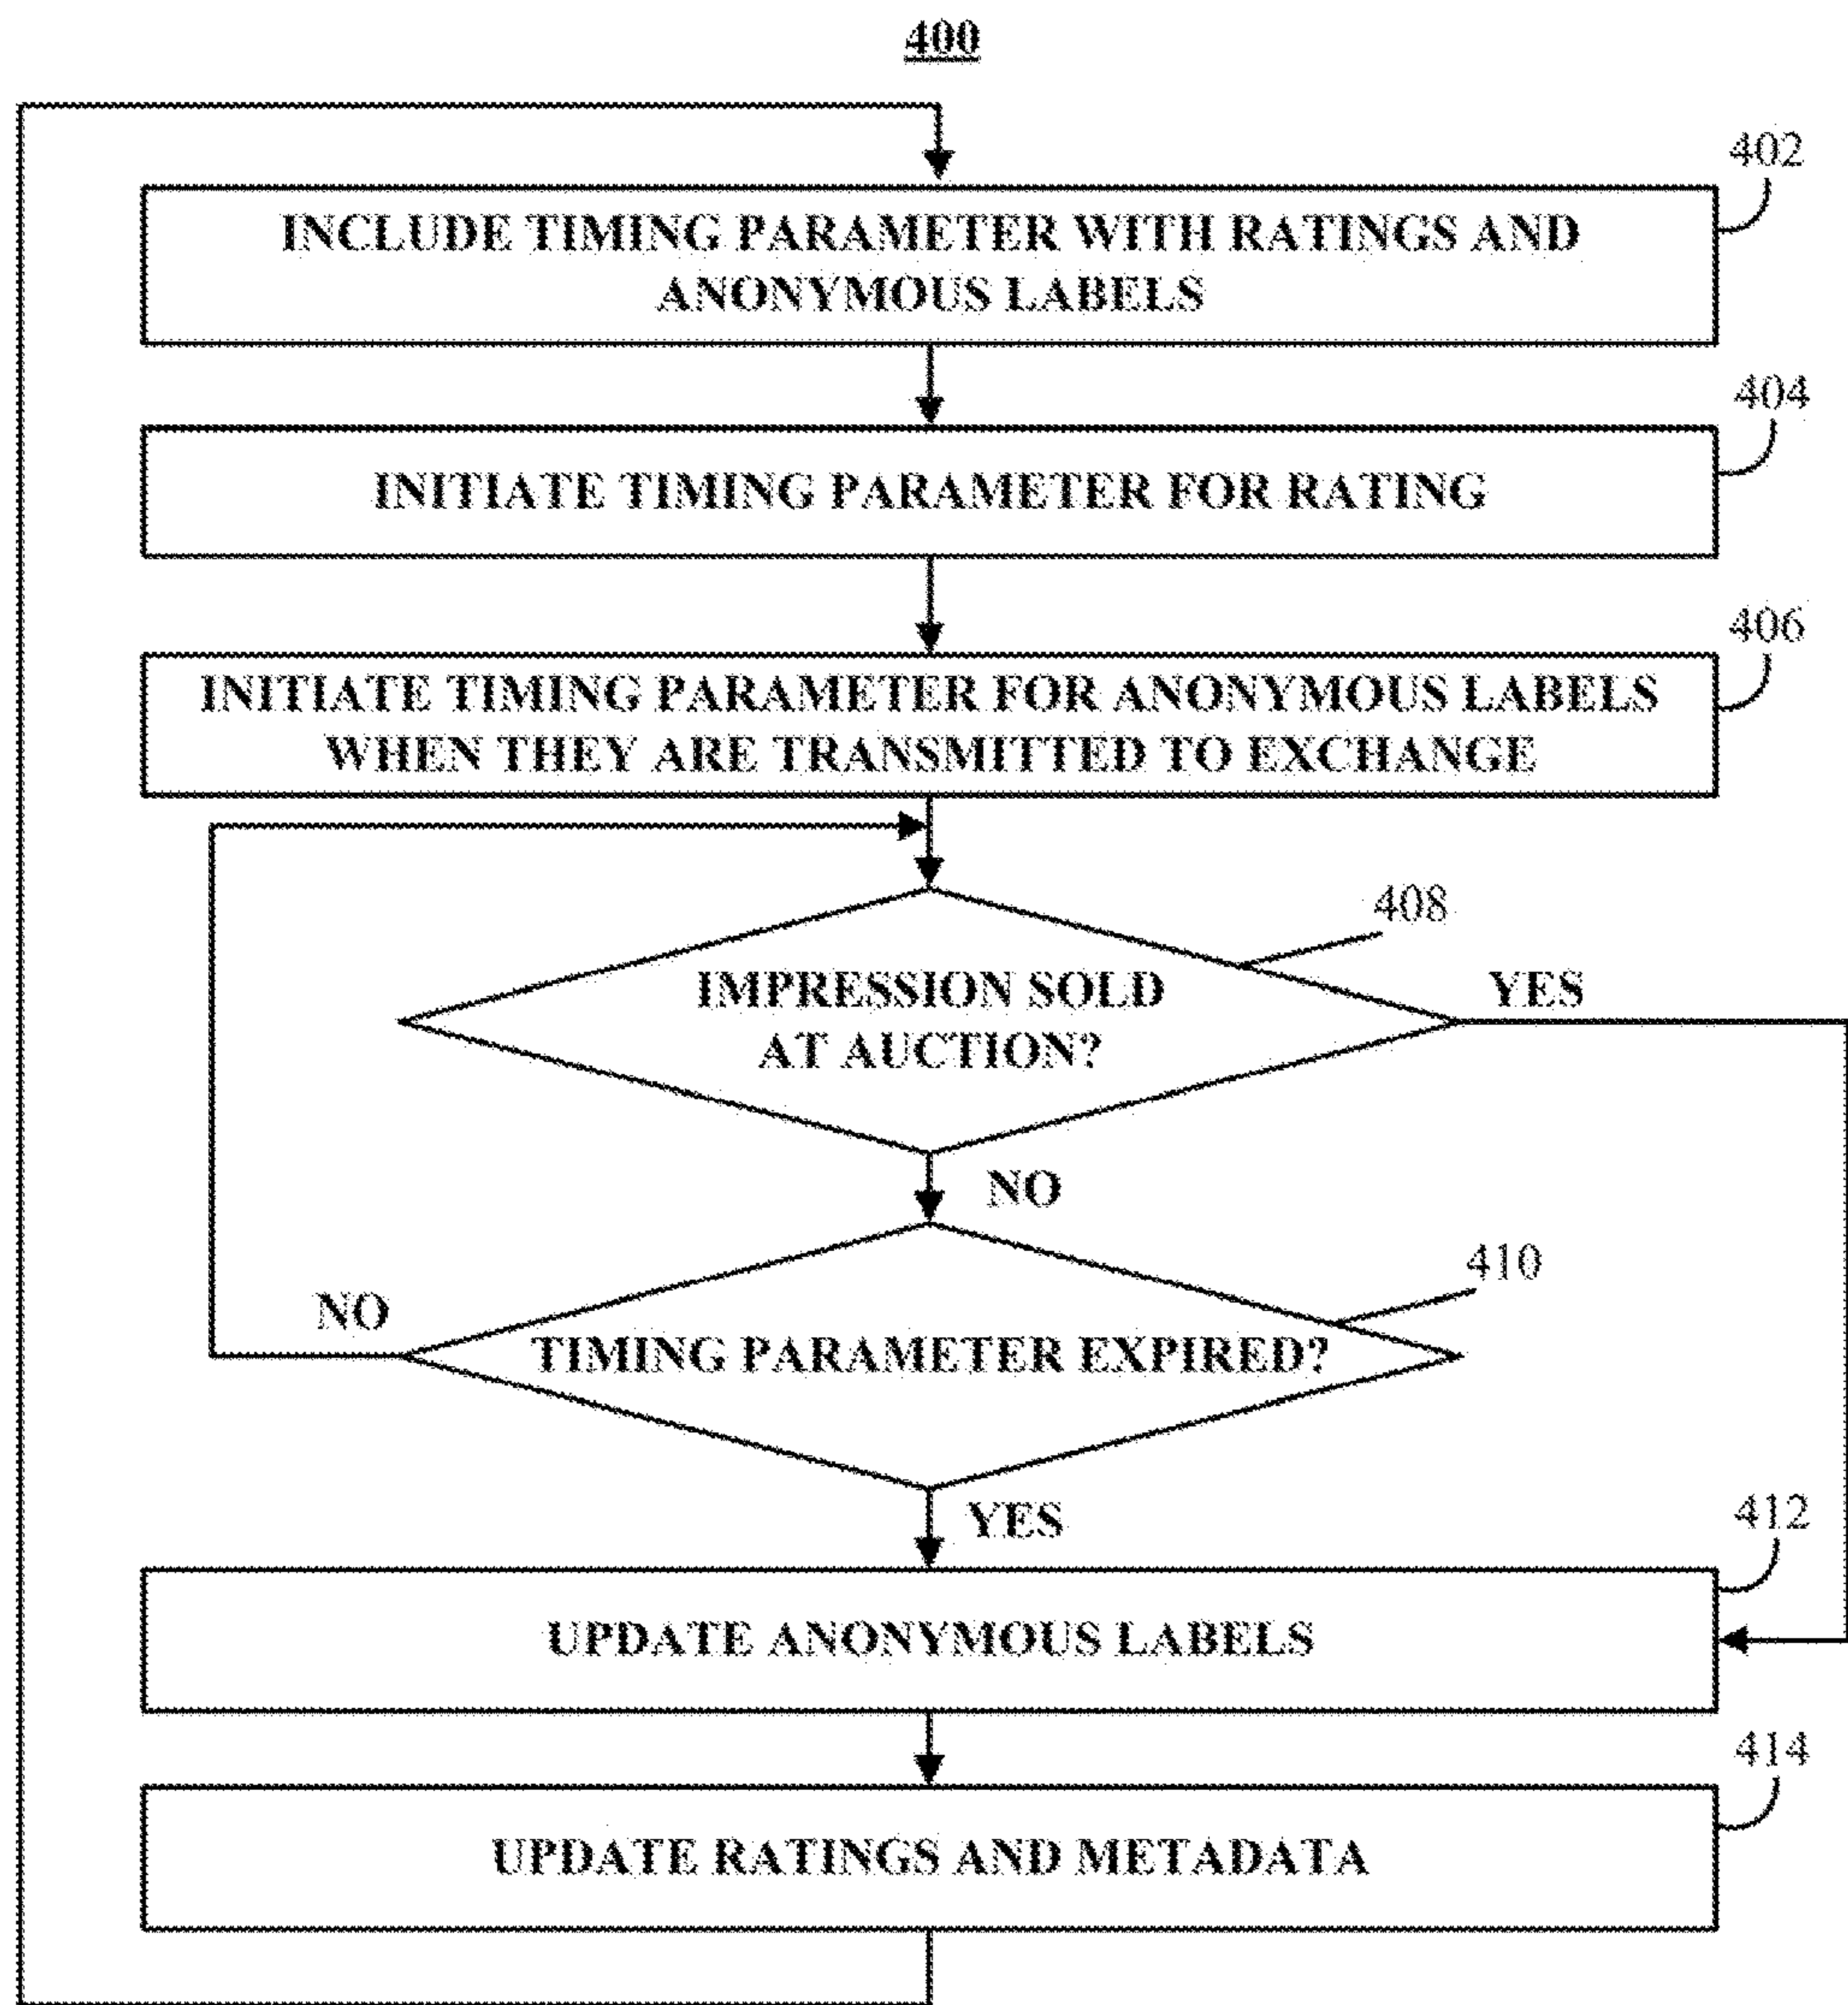 400
402
INCLUDE TIMING PARAMETER WITH RATINGS AND
ANONYMOUS LABELS
404
INITIATE TIMING PARAMETER FOR RATING
406
INITIATE TIMING PARAMETER FOR ANONYMOUS LABELS
WHEN THEY ARE TRANSMITTED TO EXCHANGE
408
IMPRESSION SOLD
AT AUCTION?
YES
NO
410
TIMING PARAMETER EXPIRED?
NO
YES
412
UPDATE ANONYMOUS LABELS
414
UPDATE RATINGS AND METADATA